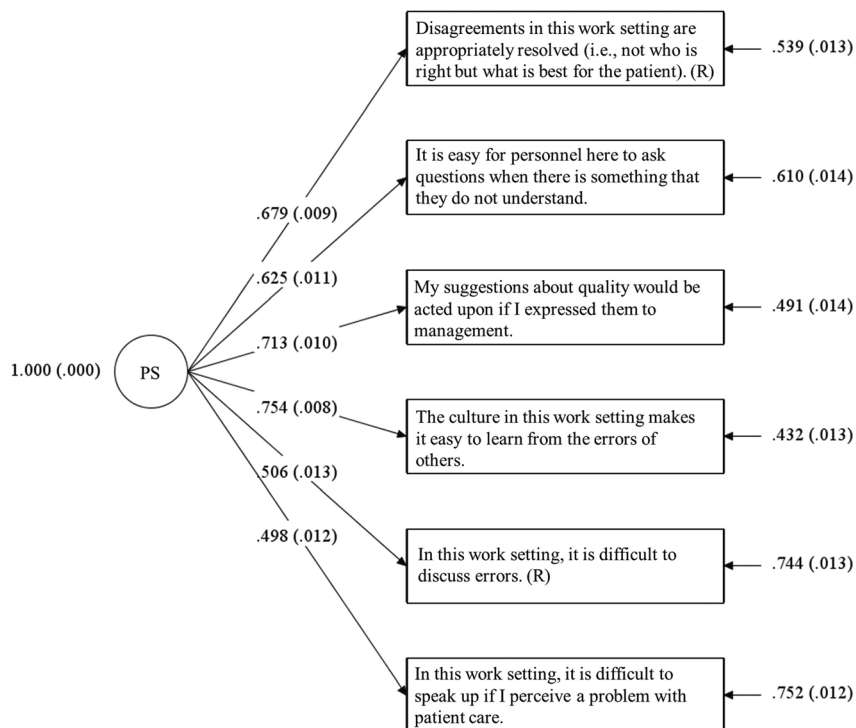 Disagreements in this work setting are
appropriately resolved (i.e., not who is
right but what is best for the patient). (R)
.539 (.013)
It is easy for personnel here to ask
questions when there is something that
they do not understand.
.610 (.014)
.679 (.009)
.625 (.011)
My suggestions about quality would be
acted upon if I expressed them to
management.
.491 (.014)
.713 (.010)
1.000 (.000)
PS
.754 (.008)
The culture in this work setting makes
it easy to learn from the errors of
others.
.432 (.013)
.506 (.013)
.498 (.012)
In this work setting, it is difficult to
discuss errors. (R)
.744 (.013)
In this work setting, it is difficult to
speak up if I perceive a problem with
patient care.
.752 (.012)